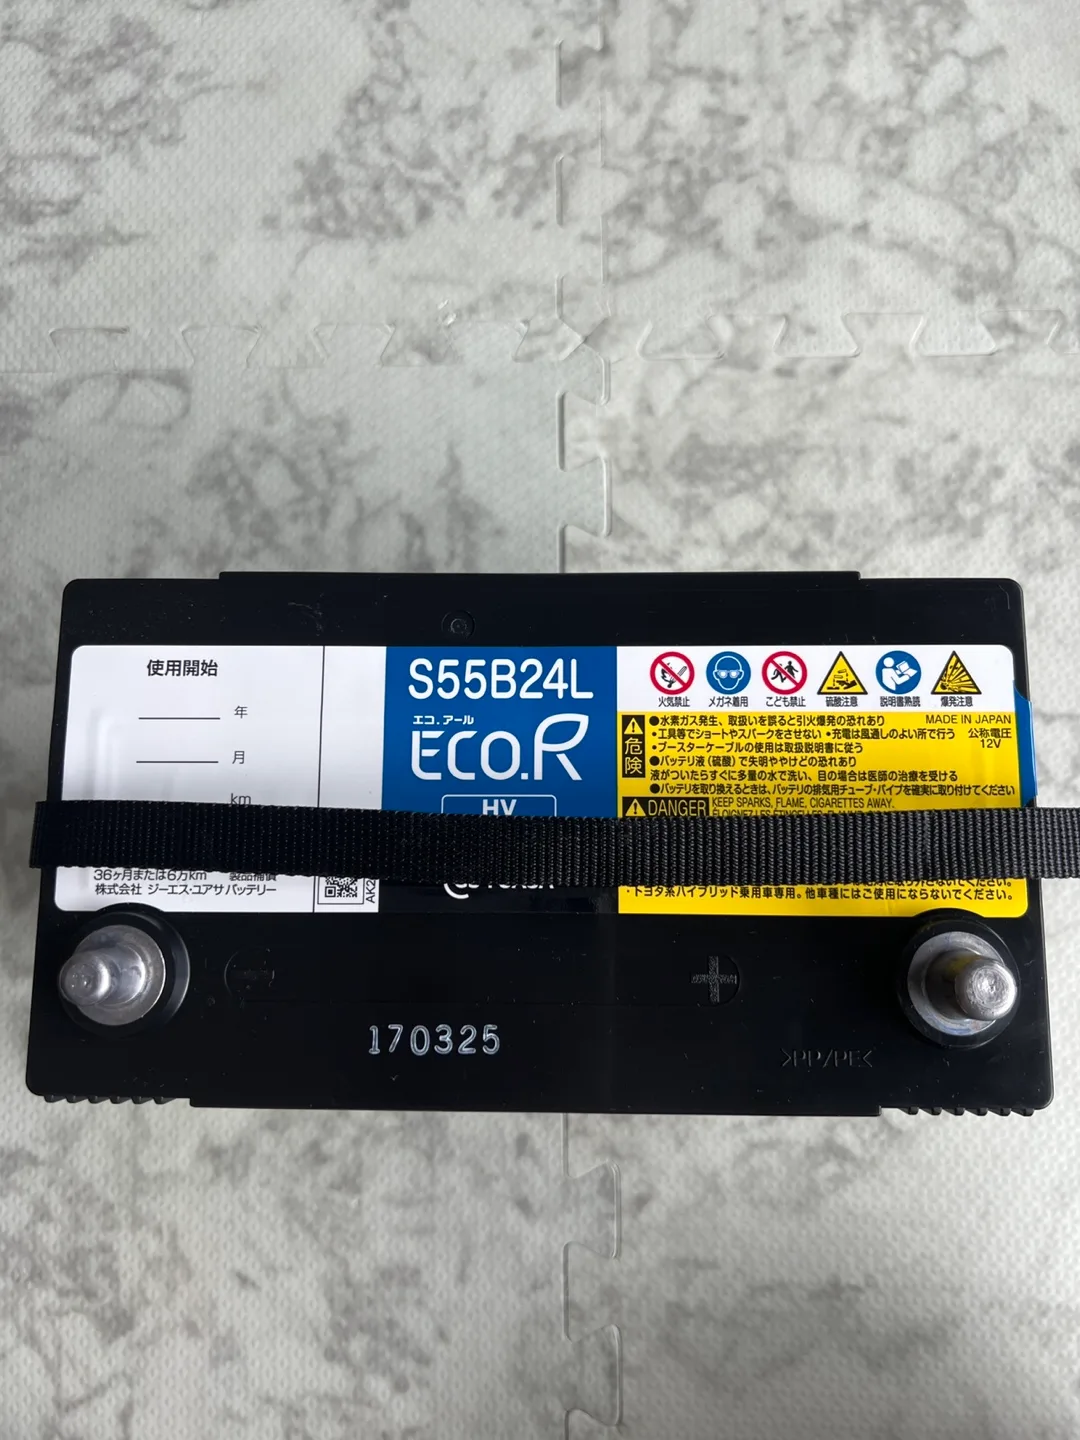 使用開始
年
月
km
36ヶ月または6万km 製品補償
株式会社 ジーエス・ユアサ バッテリー
S55B24L
エコ.アール
ECO.R
HV
火気禁止 メガネ着用 こども禁止 硫酸注意 説明書熟読 爆発注意
危険
●水素ガス発生、取扱いを誤ると引火爆発の恐れあり
・工具等でショートやスパークをさせない ・充電は風通しのよい所で行う
・ブースターケーブルの使用は取扱説明書に従う
●バッテリ液(硫酸)で失明ややけどの恐れあり
液がついたらすぐに多量の水で洗い、目の場合は医師の治療を受ける
●バッテリを取り換えるときは、バッテリの排気用チューブ・パイプを確実に取り付けてください
MADE IN JAPAN
公称電圧
12V
DANGER KEEP SPARKS, FLAME, CIGARETTES AWAY.
・トヨタ系ハイブリッド乗用車専用。他車種にはご使用にならないでください。
170325
>PP/PE<